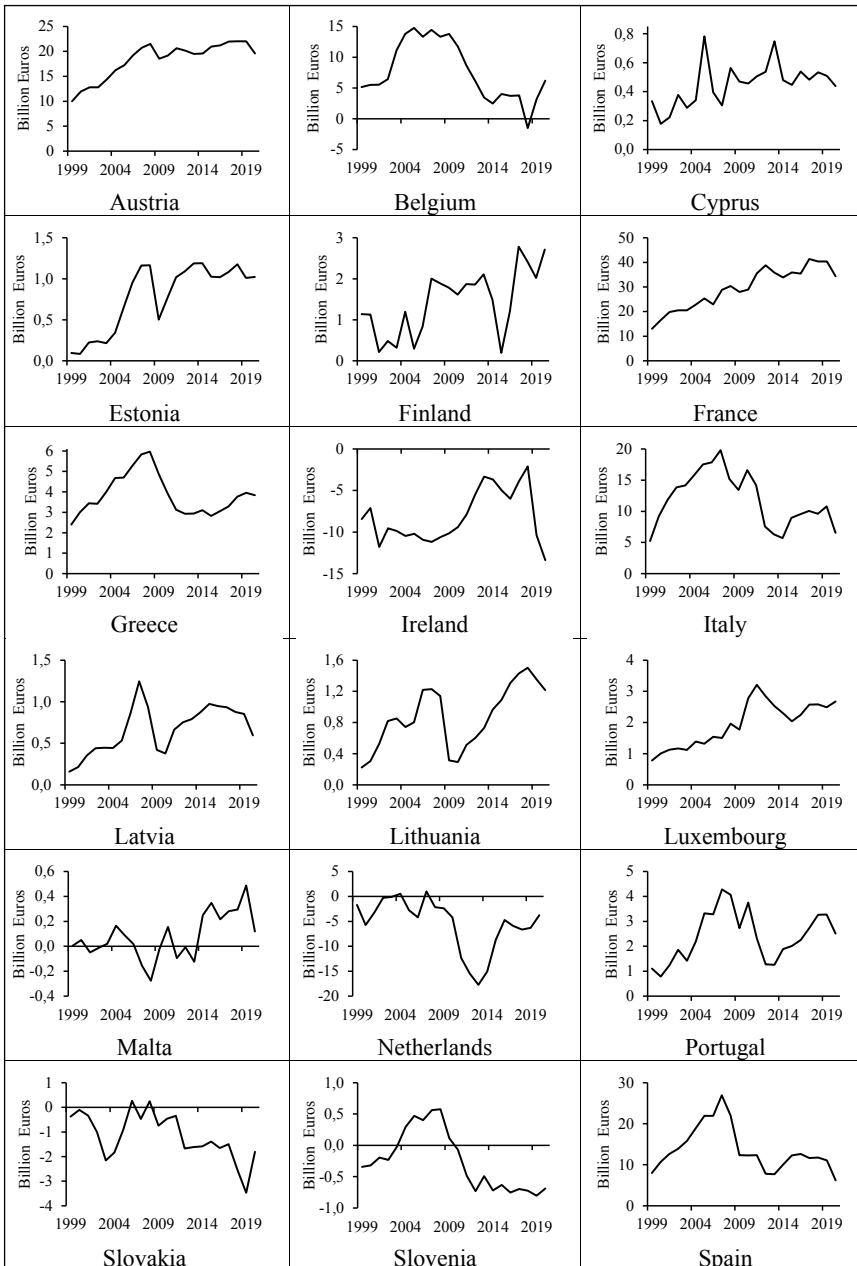 Billion Euros
25
20
15
10
5
0
1999 2004 2009 2014 2019
Austria
Billion Euros
15
10
5
0
-5
1999 2004 2009 2014 2019
Belgium
Billion Euros
0,8
0,6
0,4
0,2
0,0
1999 2004 2009 2014 2019
Cyprus
Billion Euros
1,5
1,0
0,5
0,0
1999 2004 2009 2014 2019
Estonia
Billion Euros
3
2
1
0
1999 2004 2009 2014 2019
Finland
Billion Euros
50
40
30
20
10
0
1999 2004 2009 2014 2019
France
Billion Euros
6
5
4
3
2
1
0
1999 2004 2009 2014 2019
Greece
Billion Euros
0
-5
-10
-15
1999 2004 2009 2014 2019
Ireland
Billion Euros
20
15
10
5
0
1999 2004 2009 2014 2019
Italy
Billion Euros
1,5
1,0
0,5
0,0
1999 2004 2009 2014 2019
Latvia
Billion Euros
1,6
1,2
0,8
0,4
0,0
1999 2004 2009 2014 2019
Lithuania
Billion Euros
4
3
2
1
0
1999 2004 2009 2014 2019
Luxembourg
Billion Euros
0,6
0,4
0,2
0,0
-0,2
-0,4
1999 2004 2009 2014 2019
Malta
Billion Euros
5
0
-5
-10
-15
-20
1999 2004 2009 2014 2019
Netherlands
Billion Euros
5
4
3
2
1
0
1999 2004 2009 2014 2019
Portugal
Billion Euros
1
0
-1
-2
-3
-4
1999 2004 2009 2014 2019
Slovakia
Billion Euros
1,0
0,5
0,0
-0,5
-1,0
1999 2004 2009 2014 2019
Slovenia
Billion Euros
30
20
10
0
1999 2004 2009 2014 2019
Spain